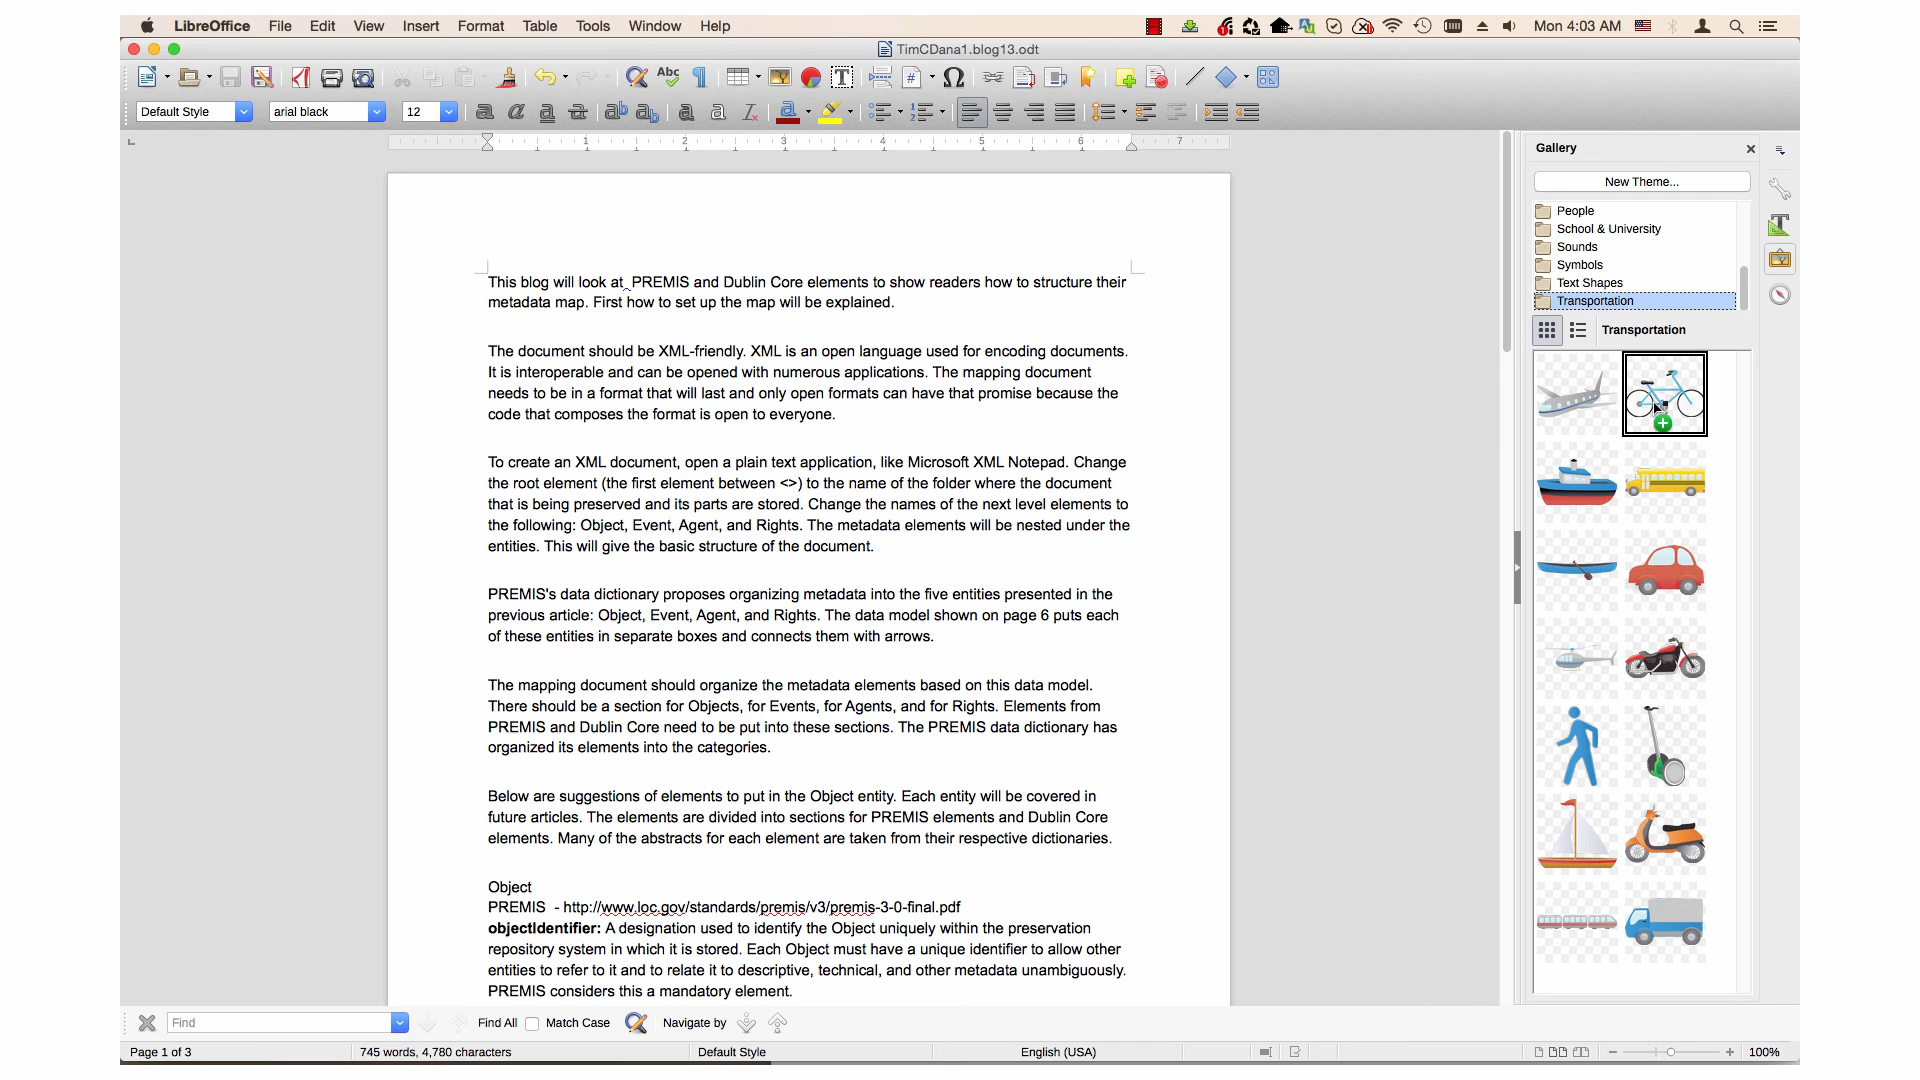 LibreOffice File Edit View Insert Format Table Tools Window Help Mon 4:03 AM
TimCDana1.blog13.odt
Abc
Default Style arial black 12
1 2 3 4 5 6 7
This blog will look at  PREMIS and Dublin Core elements to show readers how to structure their
metadata map. First how to set up the map will be explained.
The document should be XML-friendly. XML is an open language used for encoding documents.
It is interoperable and can be opened with numerous applications. The mapping document
needs to be in a format that will last and only open formats can have that promise because the
code that composes the format is open to everyone.
To create an XML document, open a plain text application, like Microsoft XML Notepad. Change
the root element (the first element between <>) to the name of the folder where the document
that is being preserved and its parts are stored. Change the names of the next level elements to
the following: Object, Event, Agent, and Rights. The metadata elements will be nested under the
entities. This will give the basic structure of the document.
PREMIS's data dictionary proposes organizing metadata into the five entities presented in the
previous article: Object, Event, Agent, and Rights. The data model shown on page 6 puts each
of these entities in separate boxes and connects them with arrows.
The mapping document should organize the metadata elements based on this data model.
There should be a section for Objects, for Events, for Agents, and for Rights. Elements from
PREMIS and Dublin Core need to be put into these sections. The PREMIS data dictionary has
organized its elements into the categories.
Below are suggestions of elements to put in the Object entity. Each entity will be covered in
future articles. The elements are divided into sections for PREMIS elements and Dublin Core
elements. Many of the abstracts for each element are taken from their respective dictionaries.
Object
PREMIS  - http://www.loc.gov/standards/premis/v3/premis-3-0-final.pdf
objectIdentifier: A designation used to identify the Object uniquely within the preservation
repository system in which it is stored. Each Object must have a unique identifier to allow other
entities to refer to it and to relate it to descriptive, technical, and other metadata unambiguously.
PREMIS considers this a mandatory element.
Gallery
New Theme...
People
School & University
Sounds
Symbols
Text Shapes
Transportation
Transportation
Find Find All Match Case Navigate by
Page 1 of 3 745 words, 4,780 characters Default Style English (USA) 100%